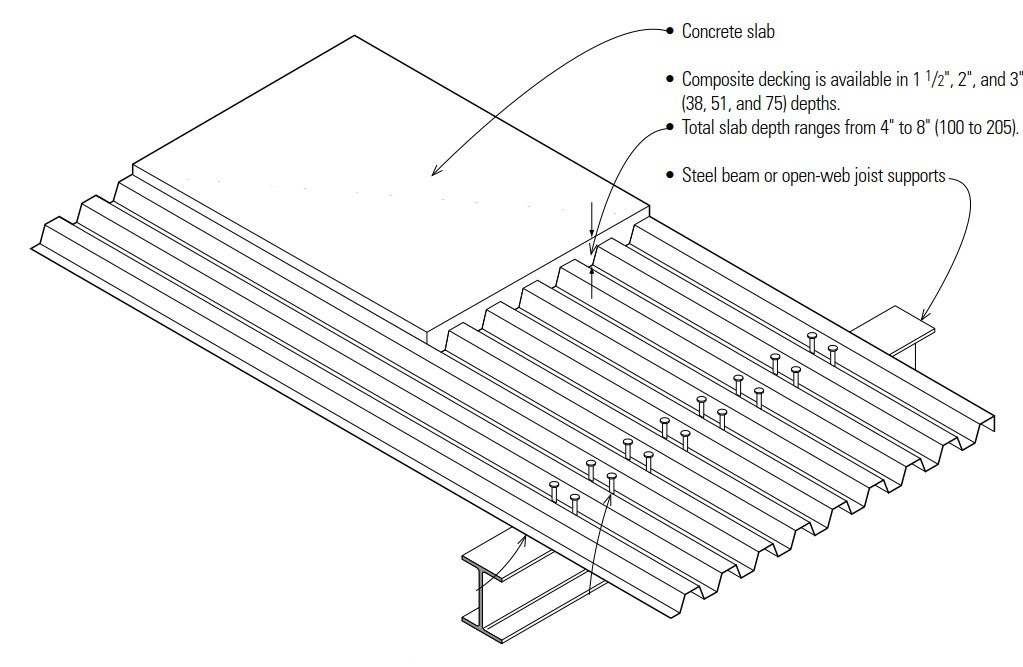 • Concrete slab
• Composite decking is available in 1 1/2", 2", and 3"
(38, 51, and 75) depths.
• Total slab depth ranges from 4" to 8" (100 to 205).
• Steel beam or open-web joist supports